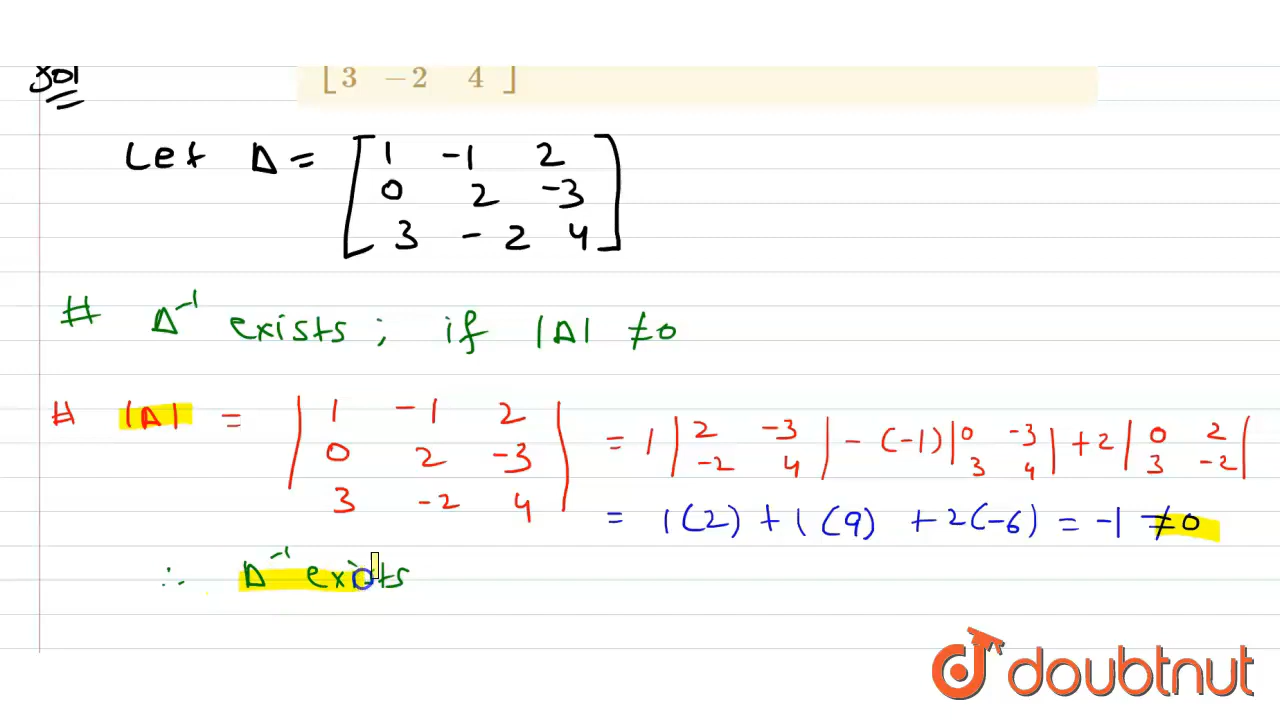 Sol
[ 3 −2 4 ]
Let A = [ 1 -1 2
0 2 -3
3 -2 4 ]
# A⁻¹ exists ; if |A| ≠ 0
# |A| = | 1 -1 2
0 2 -3
3 -2 4 | = 1 | 2 -3
-2 4 | - (-1) | 0 -3
3 4 | + 2 | 0 2
3 -2 |
= 1(2) + 1(9) + 2(-6) = -1 ≠ 0
∴ A⁻¹ exists
doubtnut